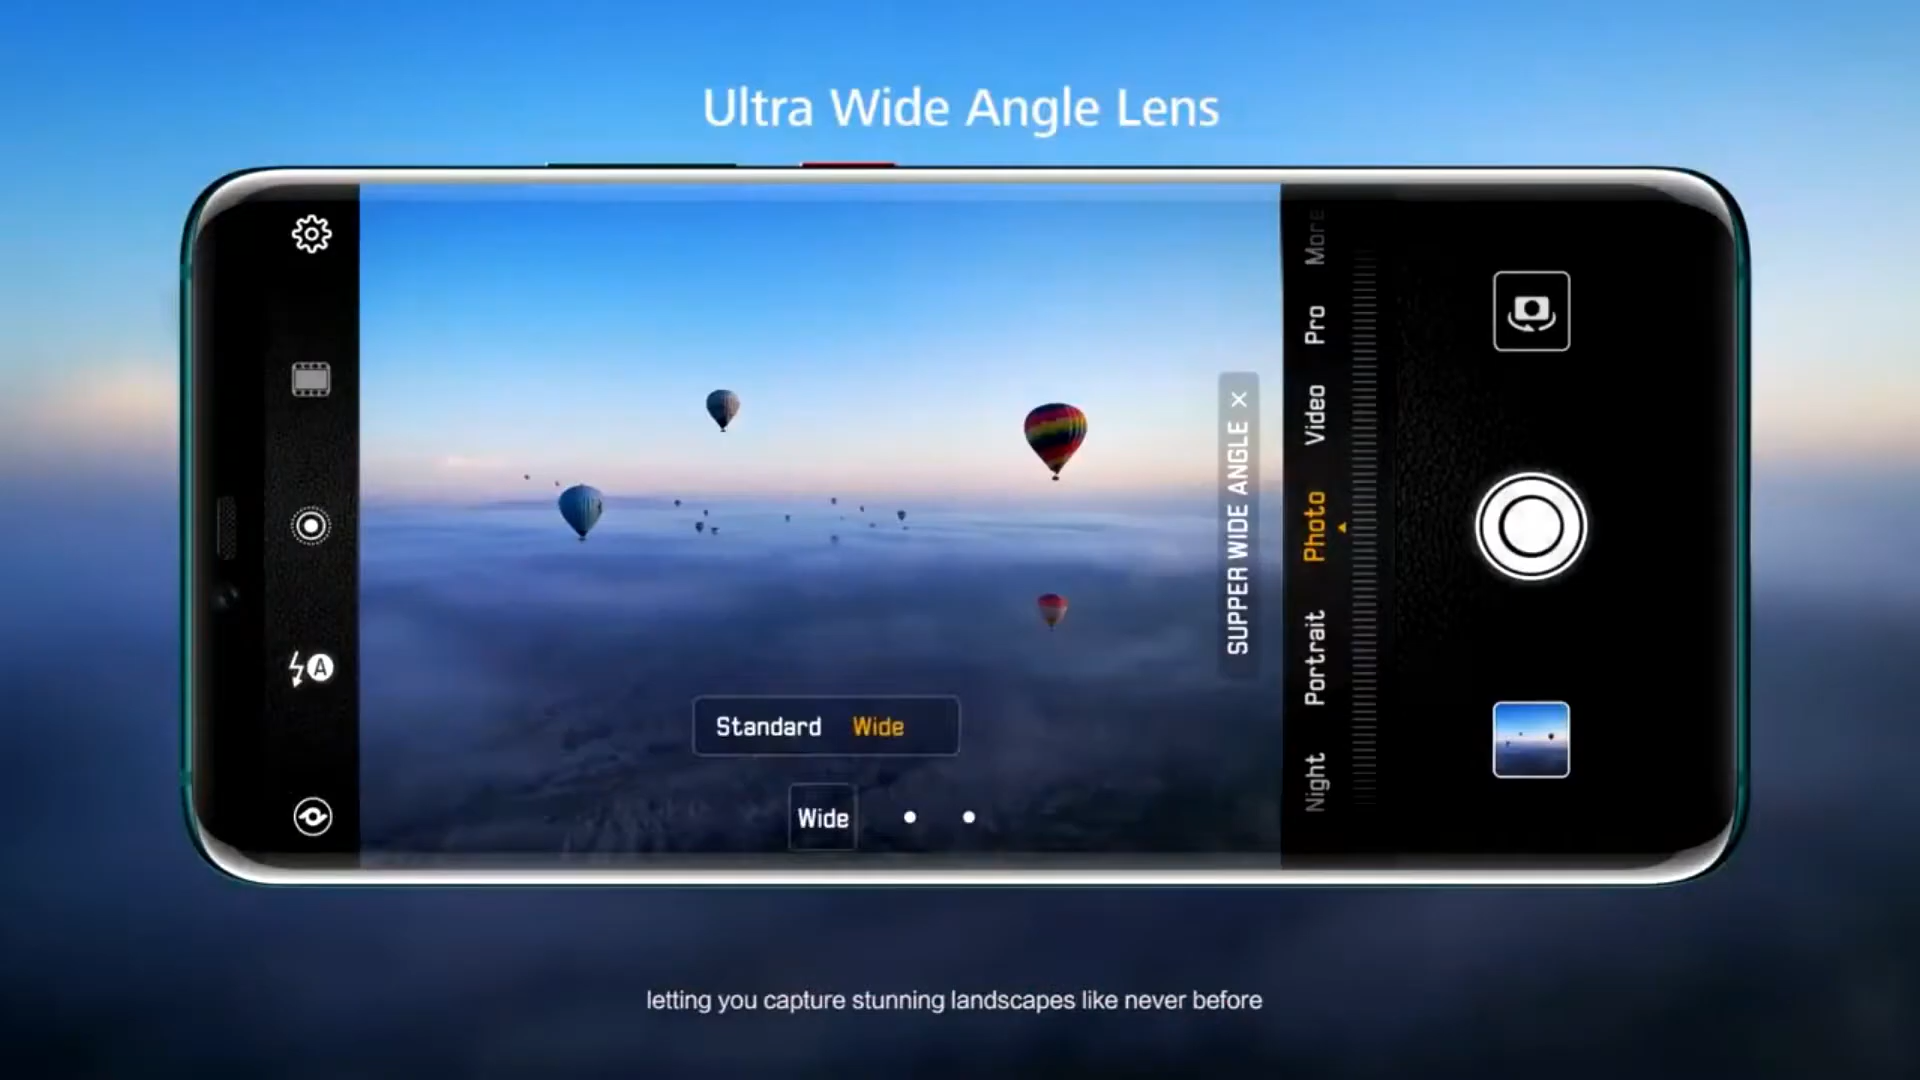 Ultra Wide Angle Lens
More
Pro
Video
Photo
Portrait
Night
SUPPER WIDE ANGLE X
A
Standard Wide
Wide
letting you capture stunning landscapes like never before